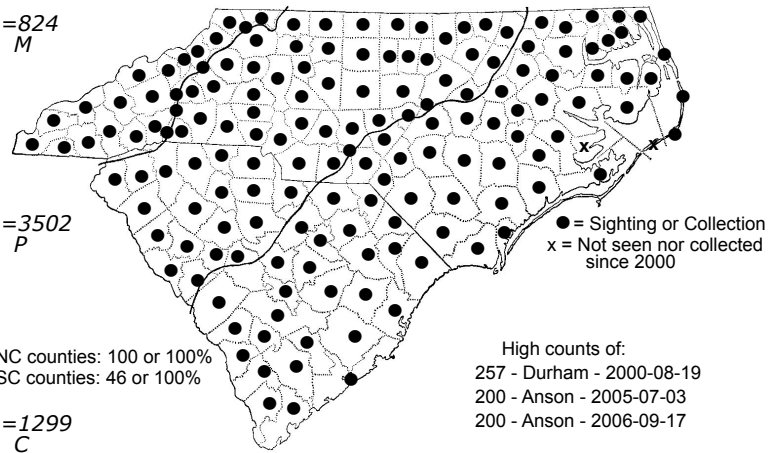 =824
M
=3502
P
=1299
C
● = Sighting or Collection
x = Not seen nor collected
since 2000
NC counties: 100 or 100%
SC counties: 46 or 100%
High counts of:
257 - Durham - 2000-08-19
200 - Anson - 2005-07-03
200 - Anson - 2006-09-17
x
x